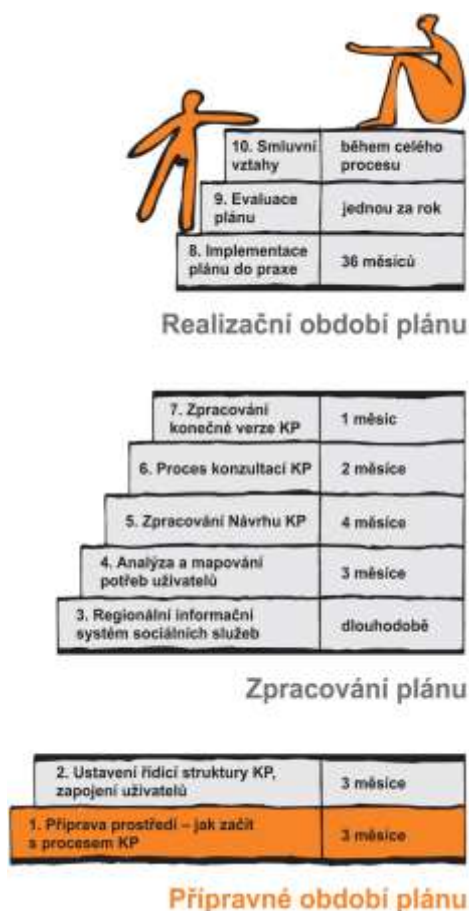 10. Smluvní
vztahy
během celého
procesu
9. Evaluace
plánu
jednou za rok
8. Implementace
plánu do praxe
36 měsíců
Realizační období plánu
7. Zpracování
konečné verze KP
1 měsíc
6. Proces konzultací KP
2 měsíce
5. Zpracování Návrhu KP
4 měsíce
4. Analýza a mapování
potřeb uživatelů
3 měsíce
3. Regionální informační
systém sociálních služeb
dlouhodobě
Zpracování plánu
2. Ustavení řídicí struktury KP,
zapojení uživatelů
3 měsíce
1. Příprava prostředí – jak začít
s procesem KP
3 měsíce
Přípravné období plánu